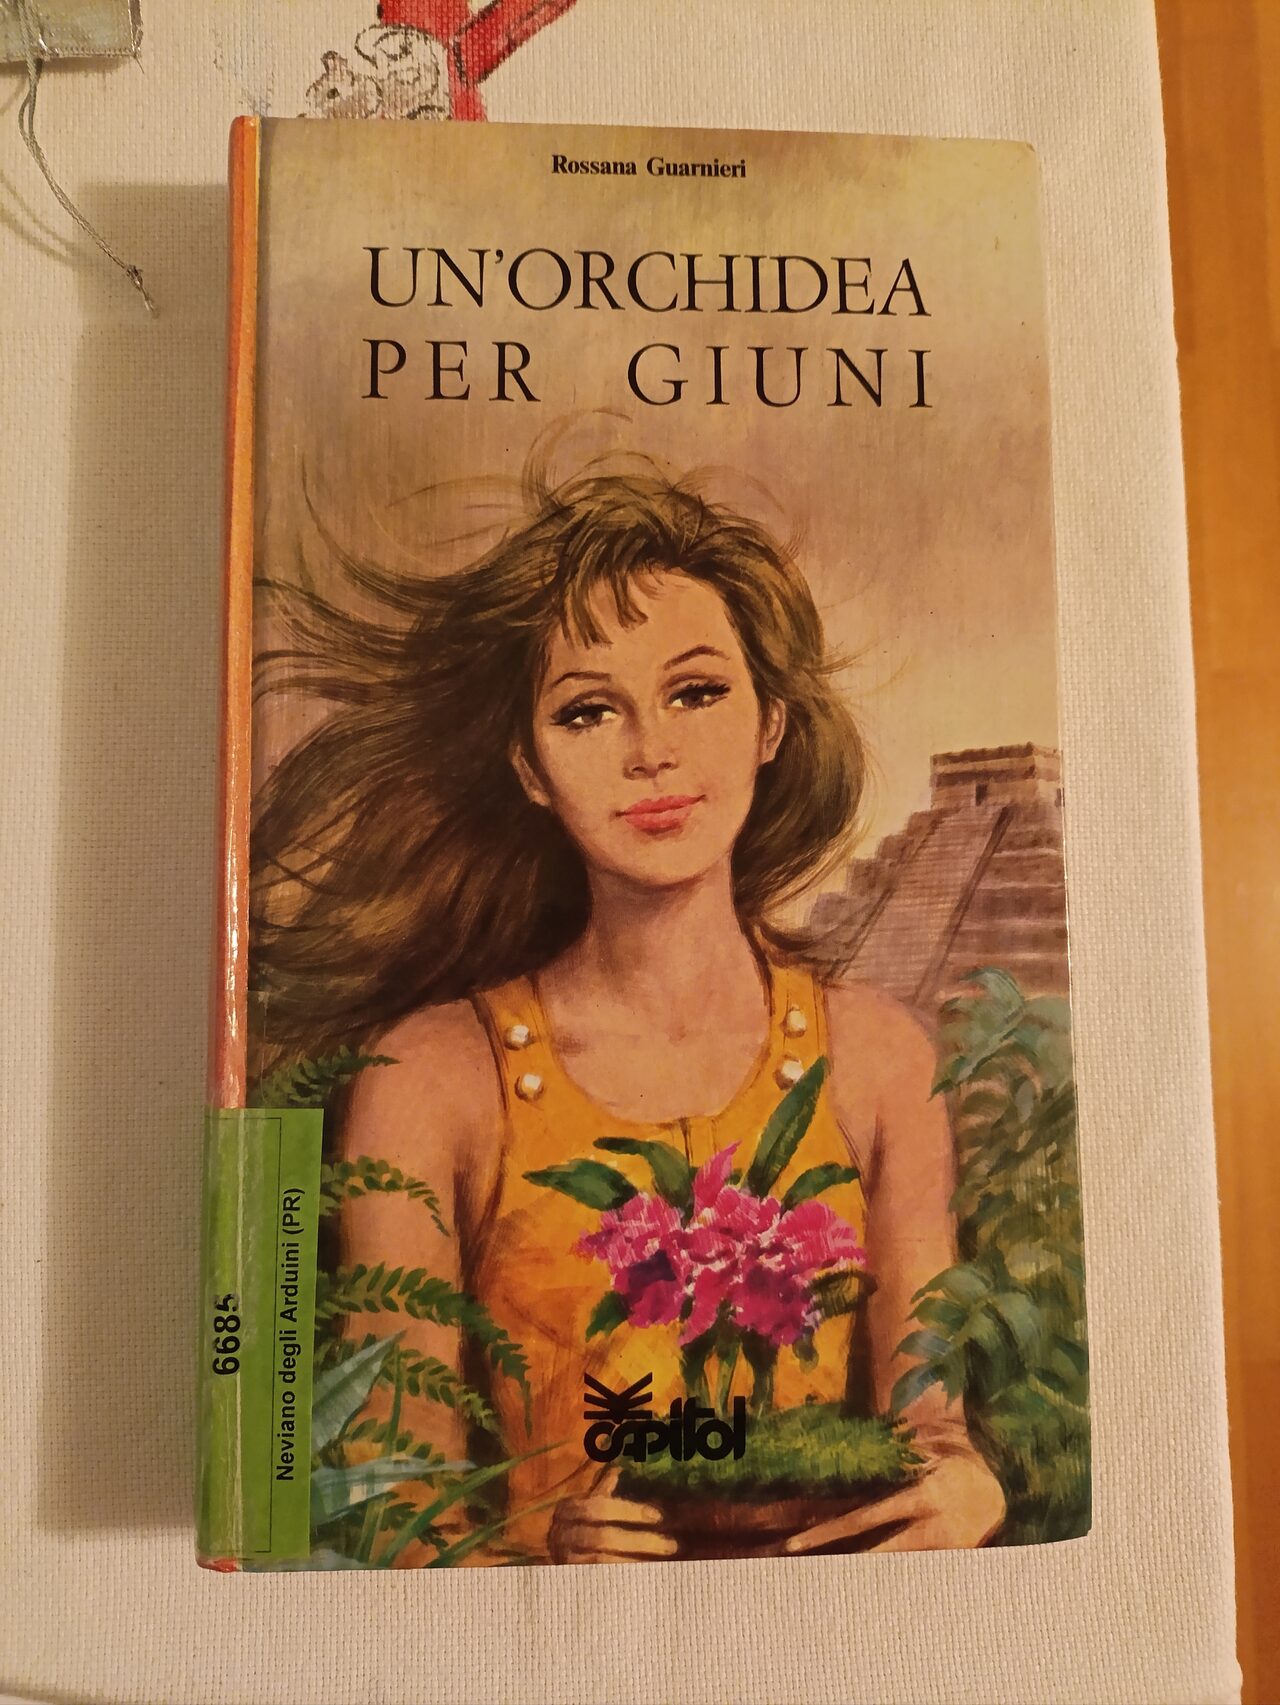 Rossana Guarnieri
UN'ORCHIDEA
PER GIUNI
6685
Neviano degli Arduini (PR)
capitol